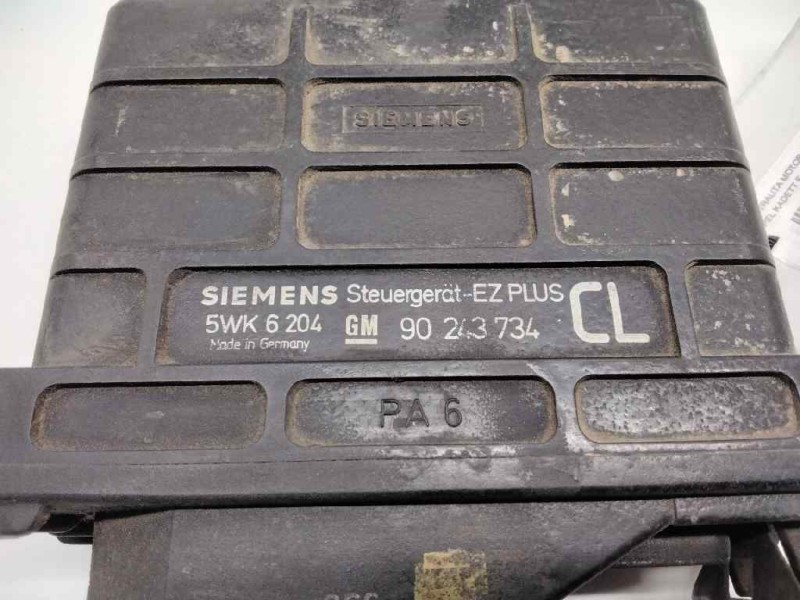 SIEMENS
SIEMENS Steuergerät-EZ PLUS CL
5WK 6 204 GM 90 243 734
Made in Germany
PA 6